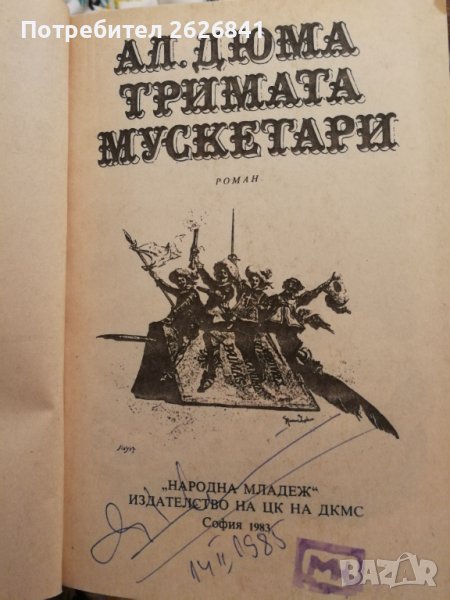 Потребител 2626841
АЛ. ДЮМА
ТРИМАТА
МУСКЕТАРИ
РОМАН
„НАРОДНА МЛАДЕЖ“
ИЗДАТЕЛСТВО НА ЦК НА ДКМС
София 1983
14 II, 1985
BAZAR